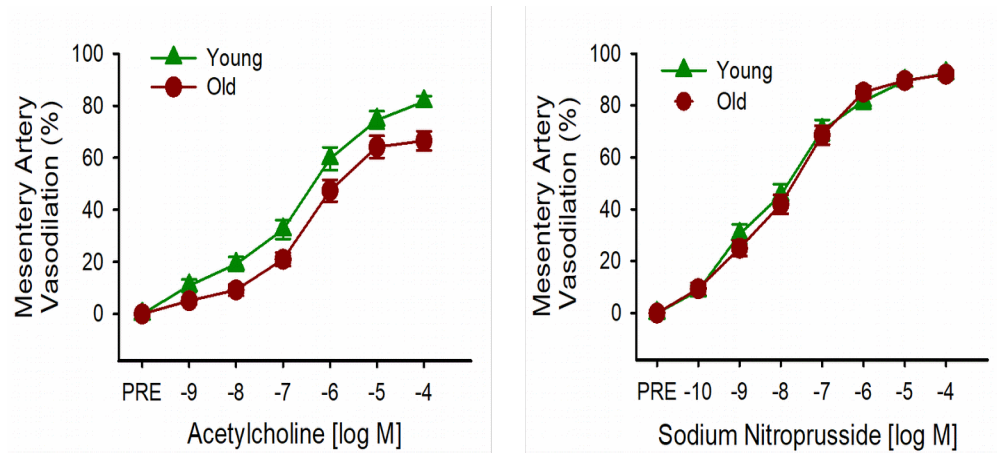 Mesentery Artery
Vasodilation (%)
100
80
60
40
20
0
Young
Old
PRE -9 -8 -7 -6 -5 -4
Acetylcholine [log M]
Mesentery Artery
Vasodilation (%)
100
80
60
40
20
0
Young
Old
PRE -10 -9 -8 -7 -6 -5 -4
Sodium Nitroprusside [log M]